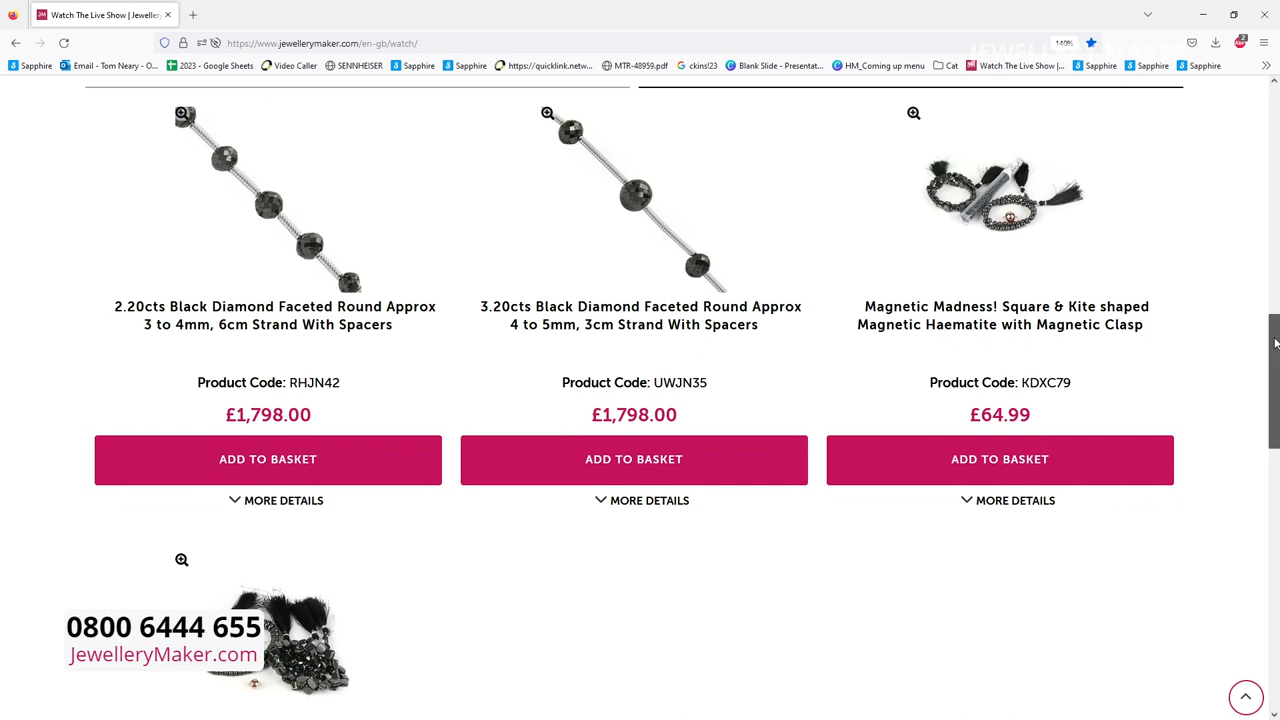 Watch The Live Show | Jeweller
https://www.jewellerymaker.com
gb/watch/
140%
2
JEWELLERYMAKER
Sapphire
Email - Tom Neary - O...
2023 - Google Sheets
Video Caller
SENNHEISER
Sapphire
Sapphire
https://quicklink.netw...
MTR-48959.pdf
ckins!23
Blank Slide - Presentat...
HM_Coming up menu
Cat
Watch The Live Show |...
Sapphire
Sapphire
Sapphire
2.20cts Black Diamond Faceted Round Approx
3 to 4mm, 6cm Strand With Spacers
Product Code: RHJN42
£1,798.00
ADD TO BASKET
MORE DETAILS
3.20cts Black Diamond Faceted Round Approx
4 to 5mm, 3cm Strand With Spacers
Product Code: UWJN35
£1,798.00
ADD TO BASKET
MORE DETAILS
Magnetic Madness! Square & Kite shaped
Magnetic Haematite with Magnetic Clasp
Product Code: KDXC79
£64.99
ADD TO BASKET
MORE DETAILS
0800 6444 655
JewelleryMaker.com